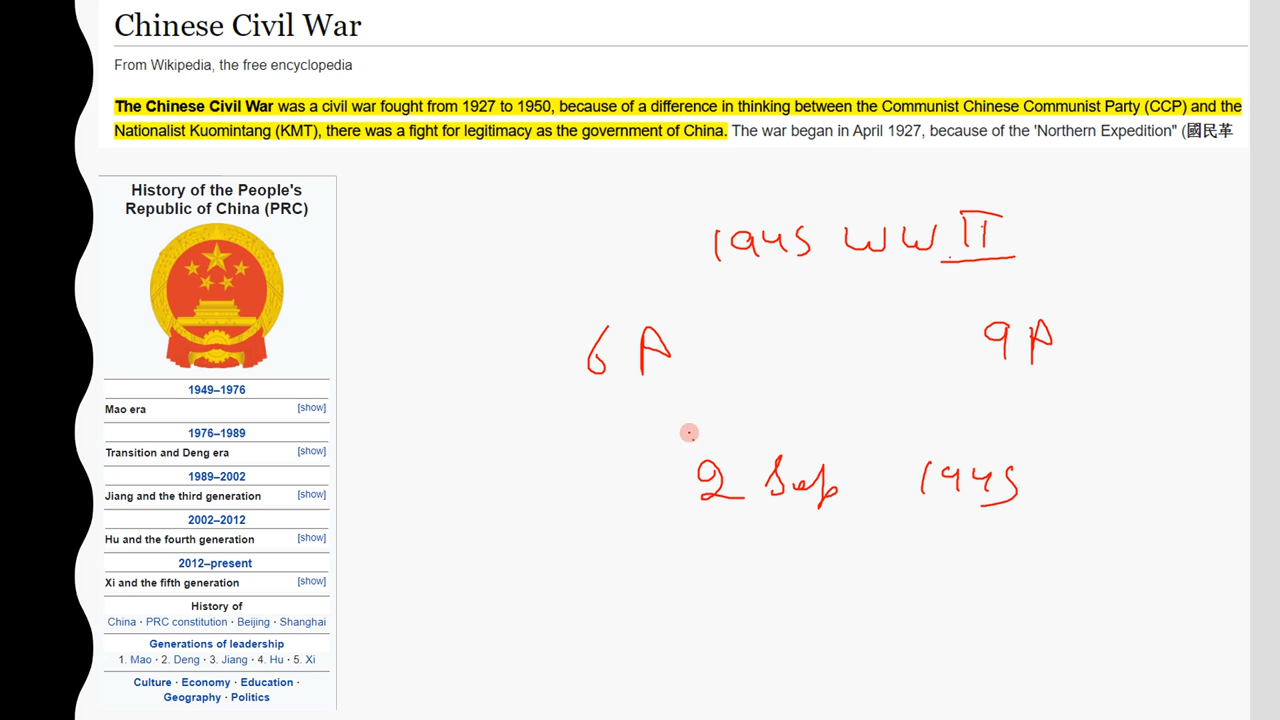 Chinese Civil War
From Wikipedia, the free encyclopedia
The Chinese Civil War was a civil war fought from 1927 to 1950, because of a difference in thinking between the Communist Chinese Communist Party (CCP) and the
Nationalist Kuomintang (KMT), there was a fight for legitimacy as the government of China. The war began in April 1927, because of the 'Northern Expedition" (國民革
History of the People's
Republic of China (PRC)
1949–1976
Mao era [show]
1976–1989
Transition and Deng era [show]
1989–2002
Jiang and the third generation [show]
2002–2012
Hu and the fourth generation [show]
2012–present
Xi and the fifth generation [show]
History of
China · PRC constitution · Beijing · Shanghai
Generations of leadership
1. Mao · 2. Deng · 3. Jiang · 4. Hu · 5. Xi
Culture · Economy · Education ·
Geography · Politics
1945 WW II
6 A 9 A
2 Sep 1945